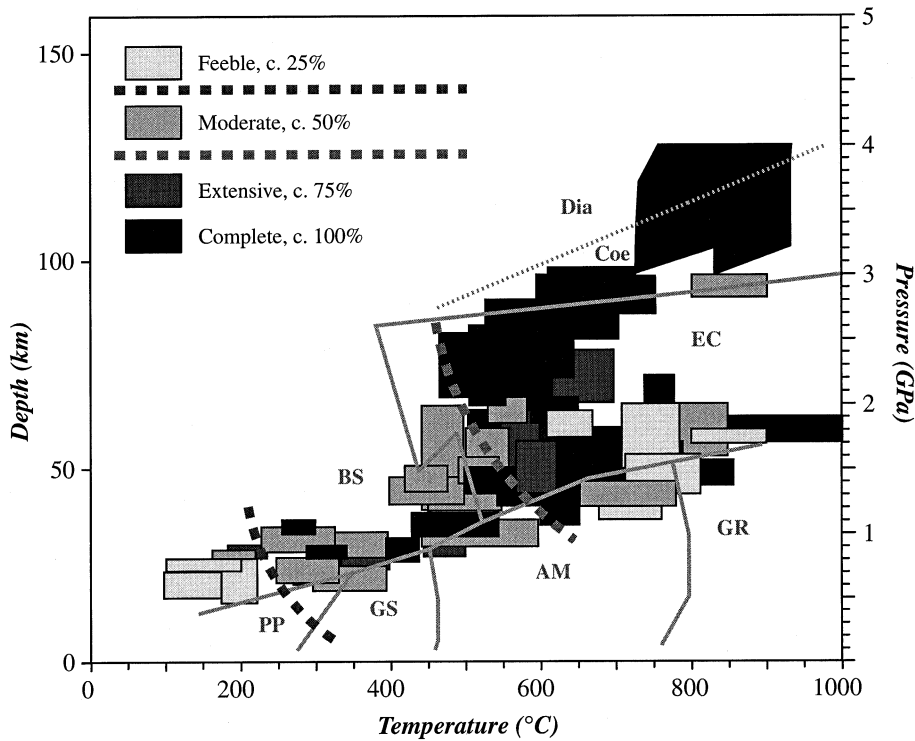 Feeble, c. 25%
Moderate, c. 50%
Extensive, c. 75%
Complete, c. 100%
Dia
Coe
EC
BS
GR
AM
GS
PP
150
100
50
0
Depth (km)
5
4
3
2
1
0
Pressure (GPa)
0 200 400 600 800 1000
Temperature (°C)